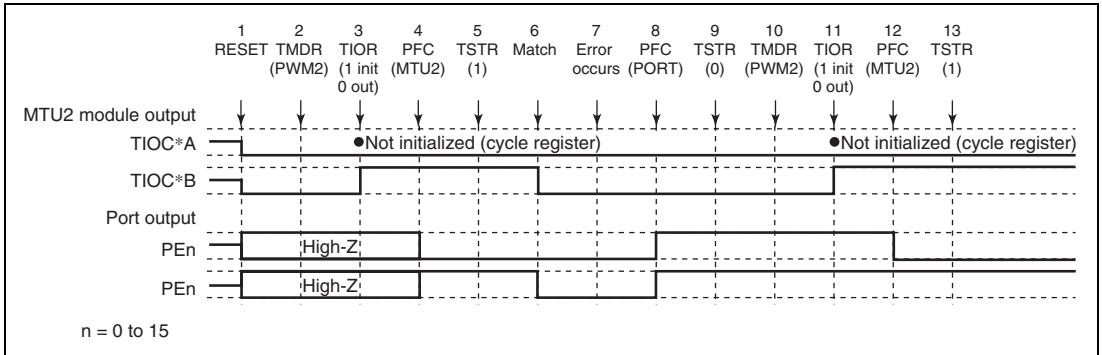 1 2 3 4 5 6 7 8 9 10 11 12 13
RESET TMDR TIOR PFC TSTR Match Error PFC TSTR TMDR TIOR PFC TSTR
(PWM2) (1 init (MTU2) (1) occurs (PORT) (0) (PWM2) (1 init (MTU2) (1)
0 out) 0 out)
MTU2 module output
TIOC*A ●Not initialized (cycle register) ●Not initialized (cycle register)
TIOC*B
Port output
PEn High-Z
PEn High-Z
n = 0 to 15